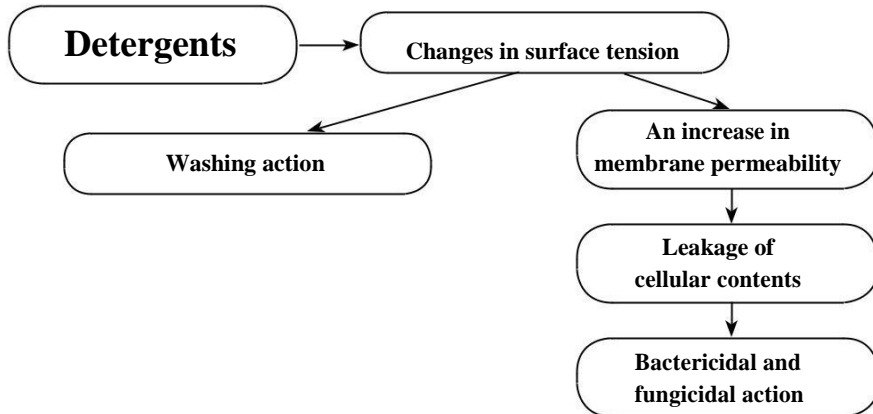 Detergents
Changes in surface tension
Washing action
An increase in
membrane permeability
Leakage of
cellular contents
Bactericidal and
fungicidal action